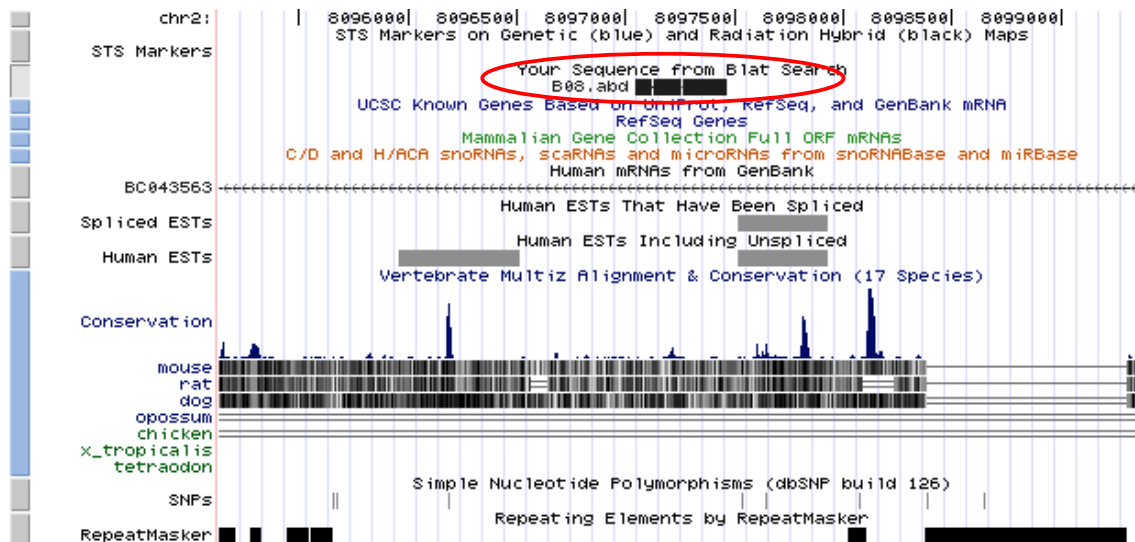 chr2: | 8096000| 8096500| 8097000| 8097500| 8098000| 8098500| 8099000|
STS Markers on Genetic (blue) and Radiation Hybrid (black) Maps
STS Markers
Your Sequence from Blat Search
B08.abd
UCSC Known Genes Based on UniProt, RefSeq, and GenBank mRNA
RefSeq Genes
Mammalian Gene Collection Full ORF mRNAs
C/D and H/ACA snoRNAs, scaRNAs and microRNAs from snoRNABase and miRBase
Human mRNAs from GenBank
BC043563
Human ESTs That Have Been Spliced
Spliced ESTs
Human ESTs Including Unspliced
Human ESTs
Vertebrate Multiz Alignment & Conservation (17 Species)
Conservation
mouse
rat
dog
opossum
chicken
x_tropicalis
tetraodon
Simple Nucleotide Polymorphisms (dbSNP build 126)
SNPs
Repeating Elements by RepeatMasker
RepeatMasker